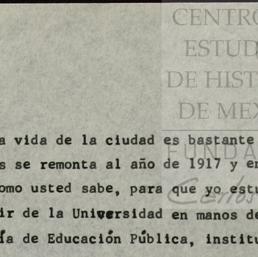 CENTRO
ESTUD
DE HIST
DE MEX
FUNDA
Carlos
a vida de la ciudad es bastante
s se remonta al año de 1917 y en
omo usted sabe, para que yo estu
ir de la Universidad en manos de
ía de Educación Pública, institu